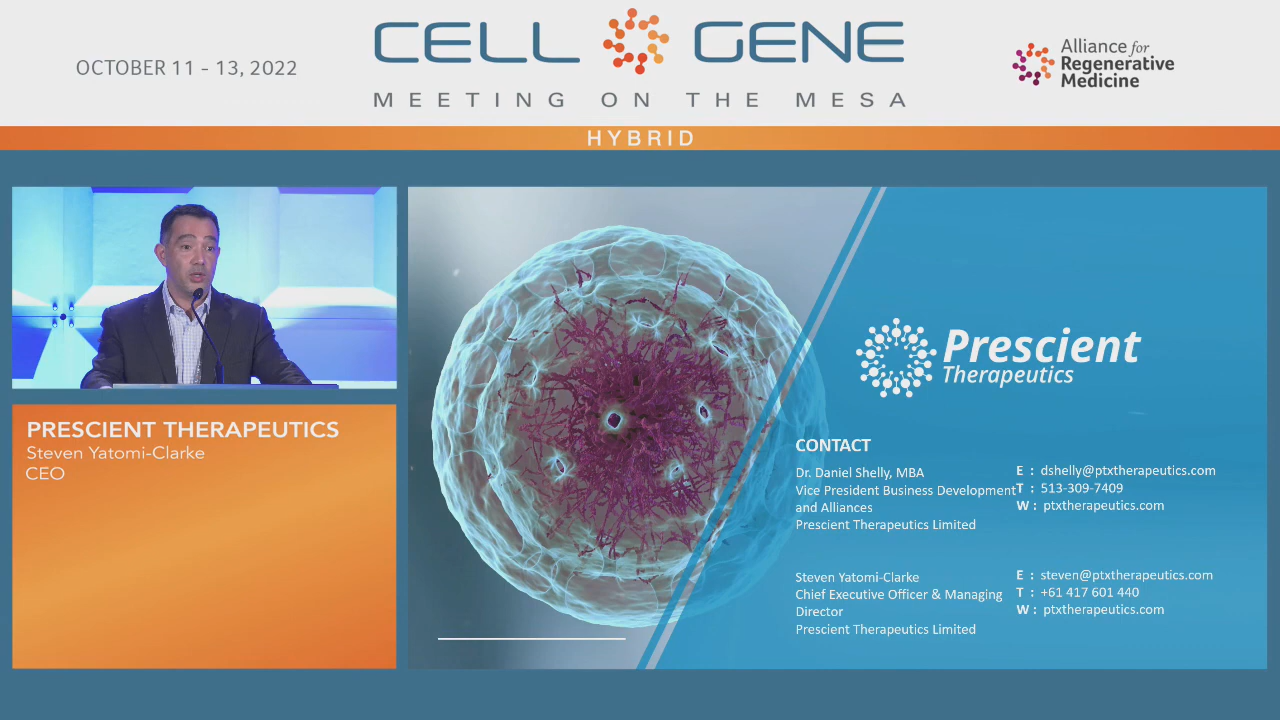 OCTOBER 11 - 13, 2022
CELL GENE
MEETING ON THE MESA
Alliance for
Regenerative
Medicine
HYBRID
PRESCIENT THERAPEUTICS
Steven Yatomi-Clarke
CEO
Prescient
Therapeutics
CONTACT
Dr. Daniel Shelly, MBA
Vice President Business Development
and Alliances
Prescient Therapeutics Limited
E : dshelly@ptxtherapeutics.com
T : 513-309-7409
W : ptxtherapeutics.com
Steven Yatomi-Clarke
Chief Executive Officer & Managing
Director
Prescient Therapeutics Limited
E : steven@ptxtherapeutics.com
T : +61 417 601 440
W : ptxtherapeutics.com